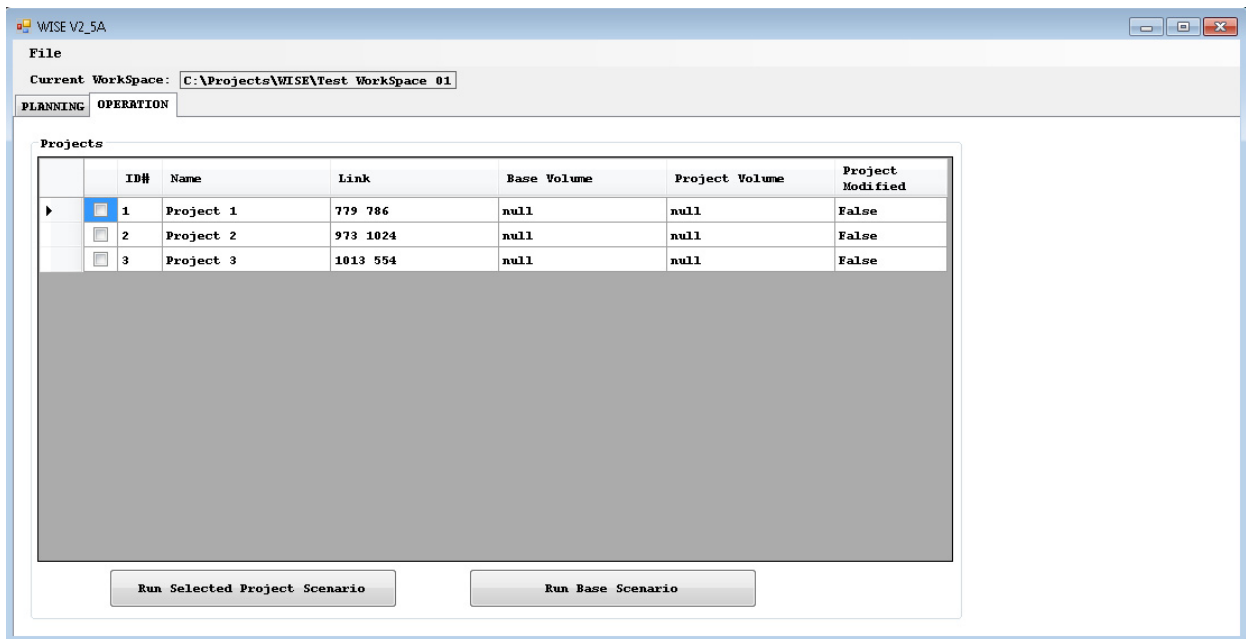 WISE V2_5A
File
Current WorkSpace: C:\Projects\WISE\Test WorkSpace 01
PLANNING OPERATION
Projects
ID# Name Link Base Volume Project Volume Project Modified
1 Project 1 779 786 null null False
2 Project 2 973 1024 null null False
3 Project 3 1013 554 null null False
Run Selected Project Scenario Run Base Scenario